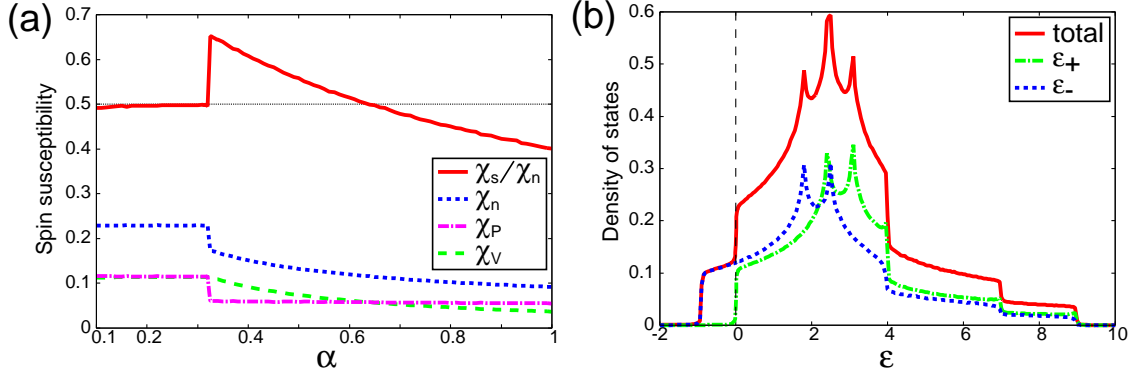 (a)
Spin susceptibility
0.7
0.6
0.5
0.4
0.3
0.2
0.1
0
0.1
0.2
0.4
0.6
0.8
1
α
χs/χn
χn
χP
χV
(b)
Density of states
0.6
0.5
0.4
0.3
0.2
0.1
0.0
-2
0
2
4
6
8
10
ε
total
ε+
ε-